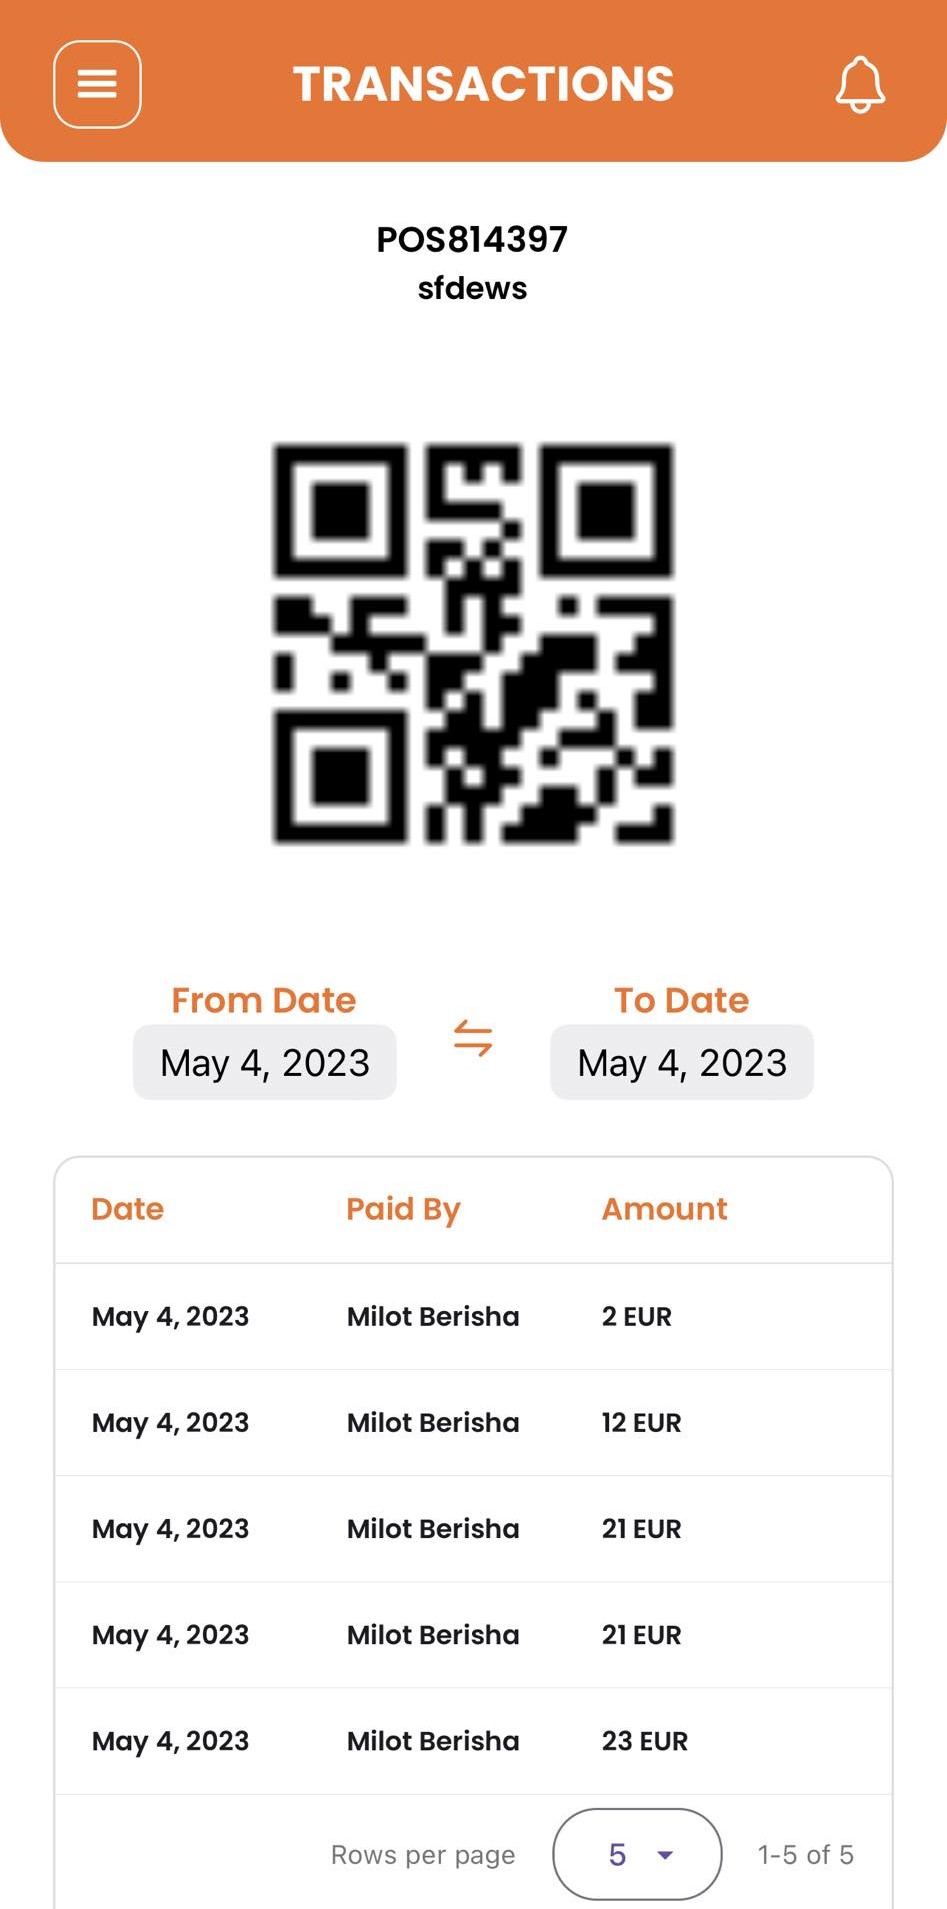 TRANSACTIONS
POS814397
sfdews
From Date
To Date
May 4, 2023
May 4, 2023
Date Paid By Amount
May 4, 2023 Milot Berisha 2 EUR
May 4, 2023 Milot Berisha 12 EUR
May 4, 2023 Milot Berisha 21 EUR
May 4, 2023 Milot Berisha 21 EUR
May 4, 2023 Milot Berisha 23 EUR
Rows per page 5 1-5 of 5